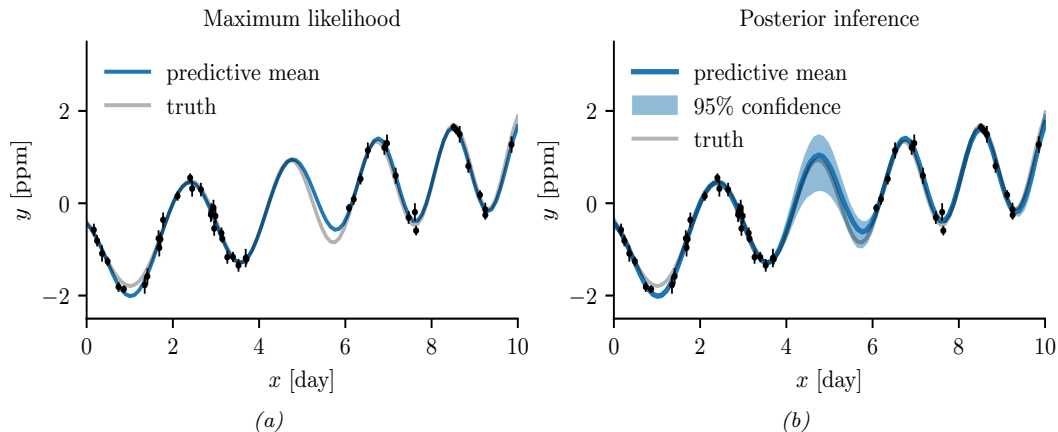 Maximum likelihood
predictive mean
truth
y [ppm]
2
0
−2
0 2 4 6 8 10
x [day]
(a)
Posterior inference
predictive mean
95% confidence
truth
y [ppm]
2
0
−2
0 2 4 6 8 10
x [day]
(b)